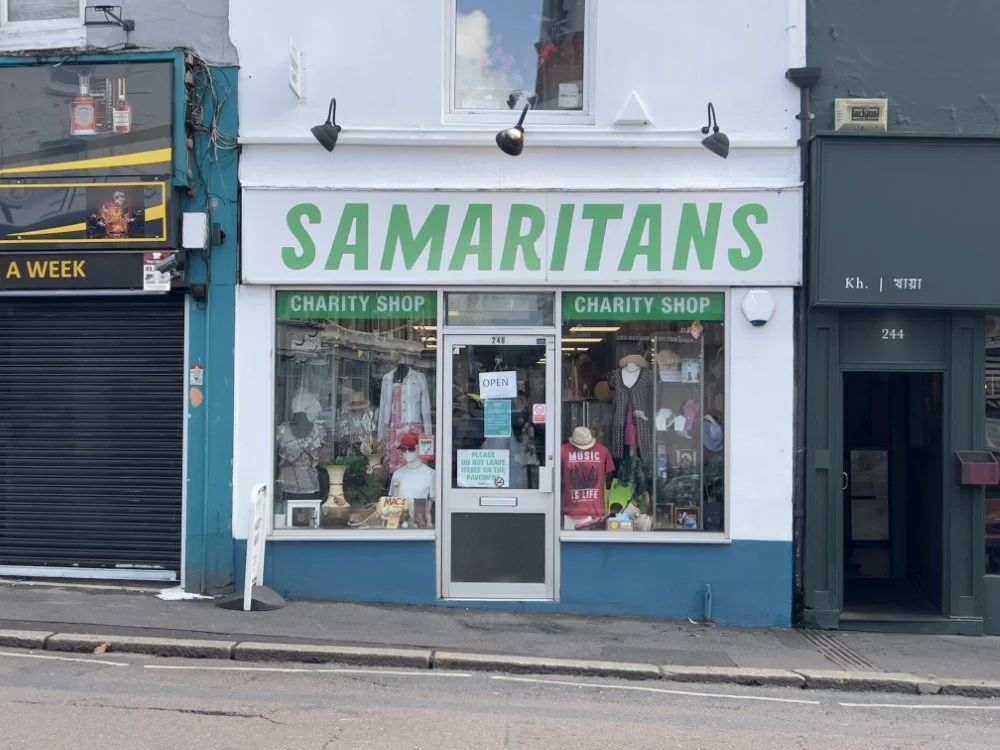 SAMARITANS
CHARITY SHOP
CHARITY SHOP
246
OPEN
PLEASE
DO NOT LEAVE
ITEMS ON THE
PAVEMENT
MUSIC
IS LIFE
MAC'S
A WEEK
Kh. | খায়া
244